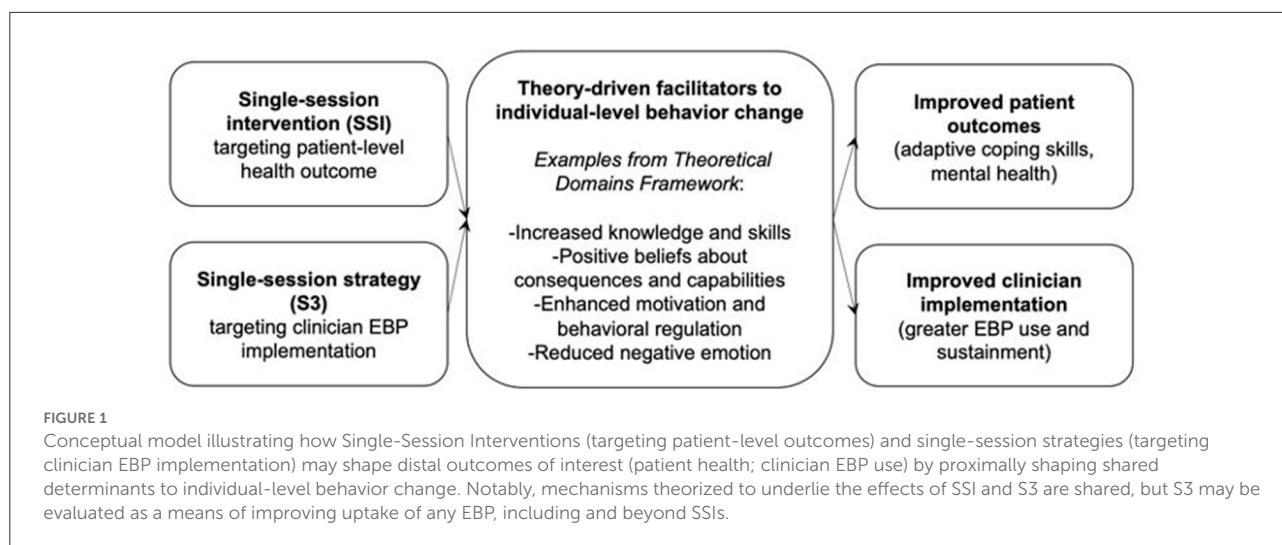 Single-session
intervention (SSI)
targeting patient-level
health outcome
Single-session strategy
(S3)
targeting clinician EBP
implementation
Theory-driven facilitators to
individual-level behavior change
Examples from Theoretical
Domains Framework:
-Increased knowledge and skills
-Positive beliefs about
consequences and capabilities
-Enhanced motivation and
behavioral regulation
-Reduced negative emotion
Improved patient
outcomes
(adaptive coping skills,
mental health)
Improved clinician
implementation
(greater EBP use and
sustainment)
FIGURE 1
Conceptual model illustrating how Single-Session Interventions (targeting patient-level outcomes) and single-session strategies (targeting
clinician EBP implementation) may shape distal outcomes of interest (patient health; clinician EBP use) by proximally shaping shared
determinants to individual-level behavior change. Notably, mechanisms theorized to underlie the effects of SSI and S3 are shared, but S3 may be
evaluated as a means of improving uptake of any EBP, including and beyond SSIs.